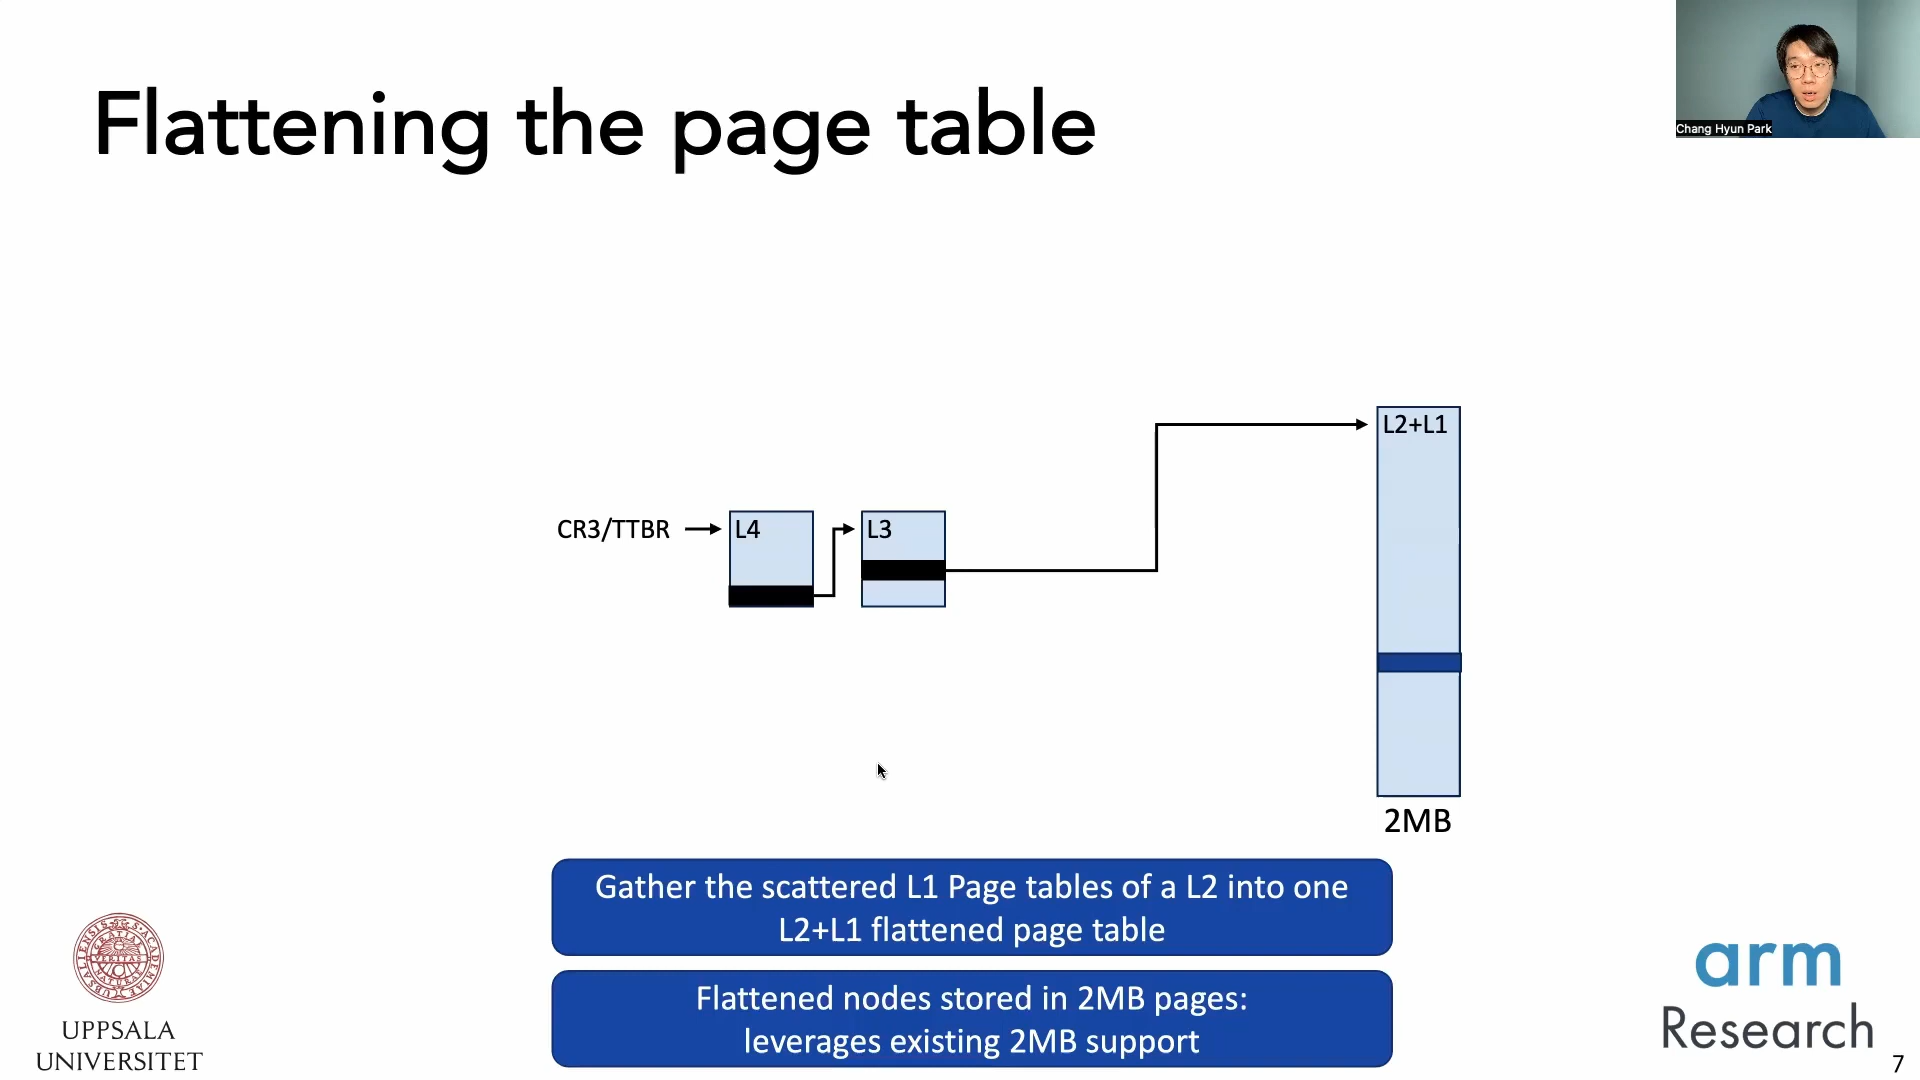 Flattening the page table
Chang Hyun Park
L2+L1
CR3/TTBR
L4
L3
2MB
Gather the scattered L1 Page tables of a L2 into one
L2+L1 flattened page table
Flattened nodes stored in 2MB pages:
leverages existing 2MB support
UPPSALA
UNIVERSITET
arm
Research
7